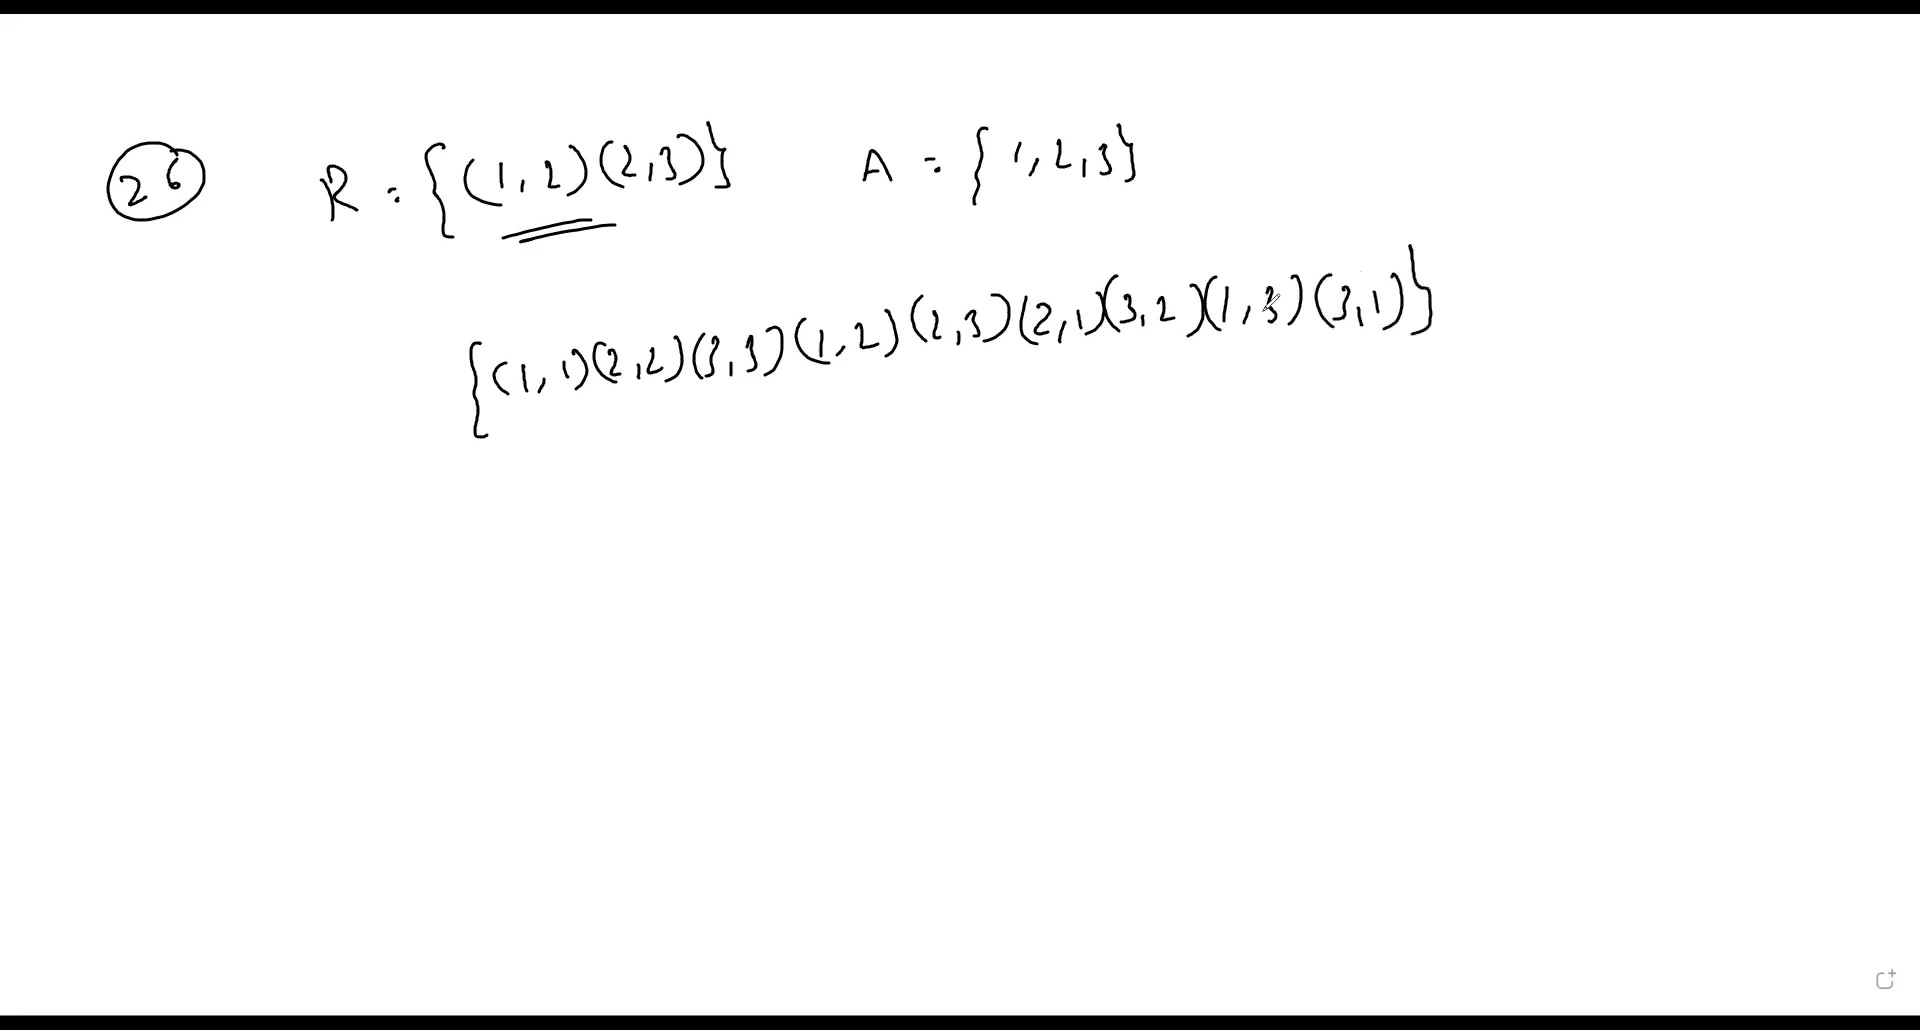 26 R = {(1,2)(2,3)} A = {1,2,3}
{(1,1)(2,2)(3,3)(1,2)(2,3)(2,1)(3,2)(1,3)(3,1)}